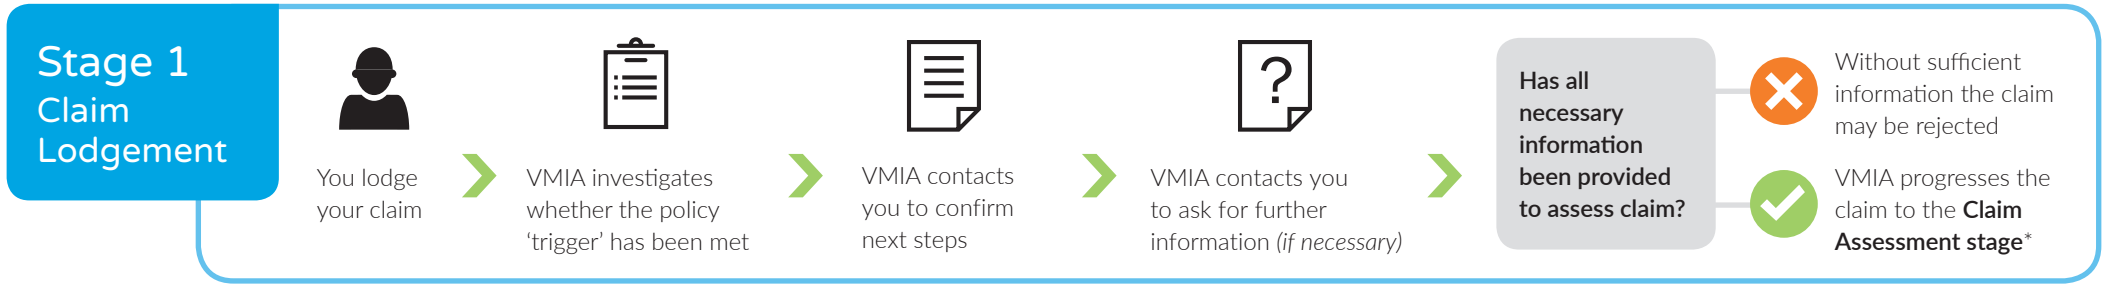 Stage 1
Claim
Lodgement
You lodge
your claim
VMIA investigates
whether the policy
‘trigger’ has been met
VMIA contacts
you to confirm
next steps
?
VMIA contacts you
to ask for further
information (if necessary)
Has all
necessary
information
been provided
to assess claim?
Without sufficient
information the claim
may be rejected
VMIA progresses the
claim to the Claim
Assessment stage*